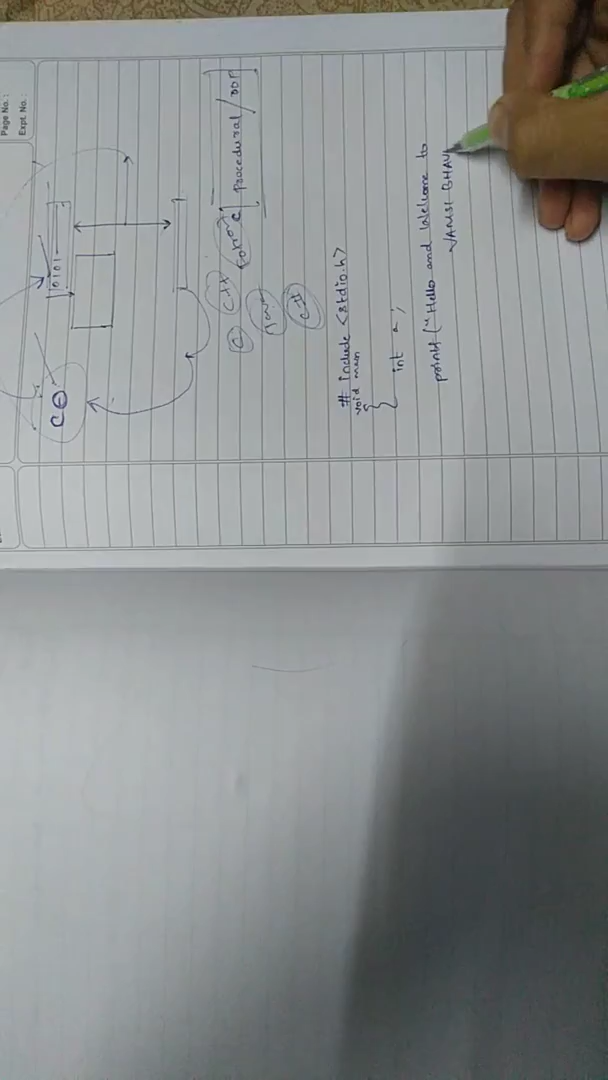 Page No.:
Expt. No.:
0101
CO
C
C++
Java
C#
procedural / OOP
# include <stdio.h>
void main
{
int a;
printf ("Hello and Welcome to
VAMSI BHAV